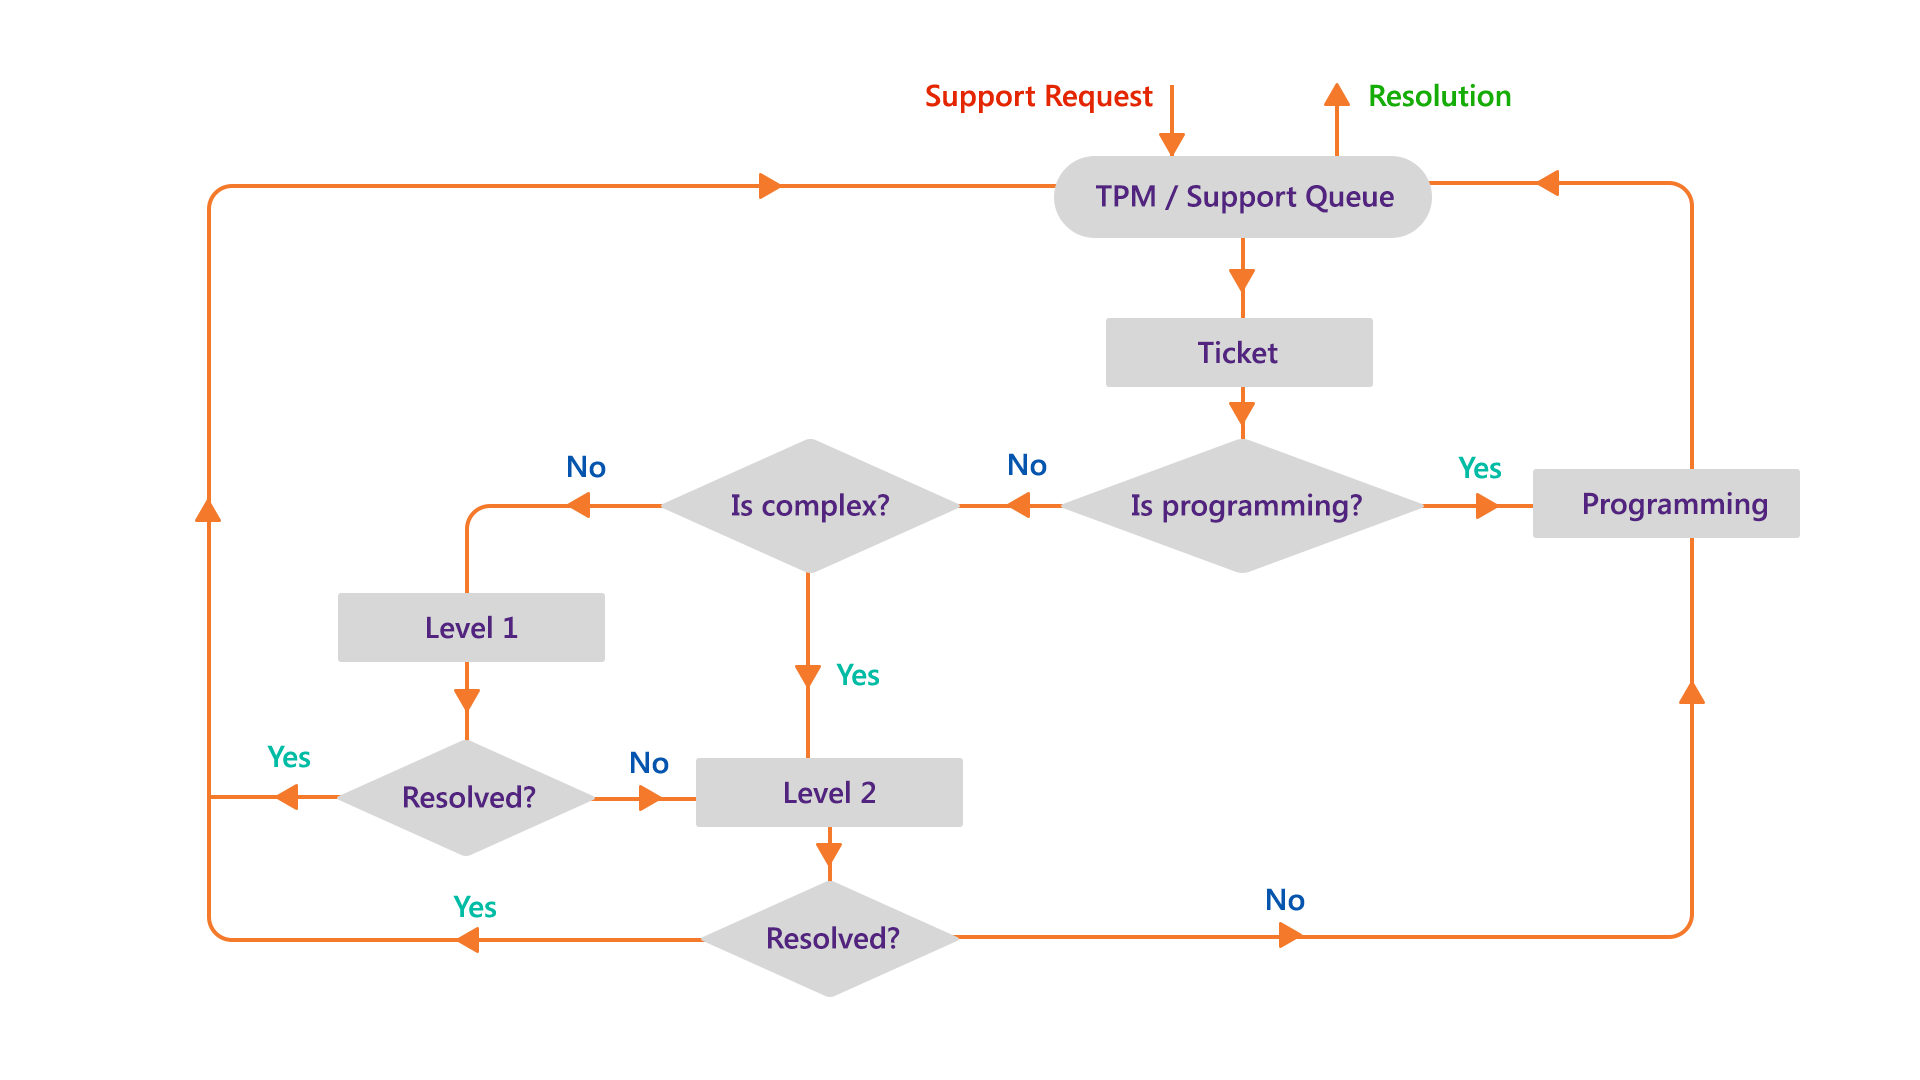 Support Request
Resolution
TPM / Support Queue
Ticket
No
No
Yes
Is complex?
Is programming?
Programming
Level 1
Yes
Yes
No
Resolved?
Level 2
Yes
No
Resolved?